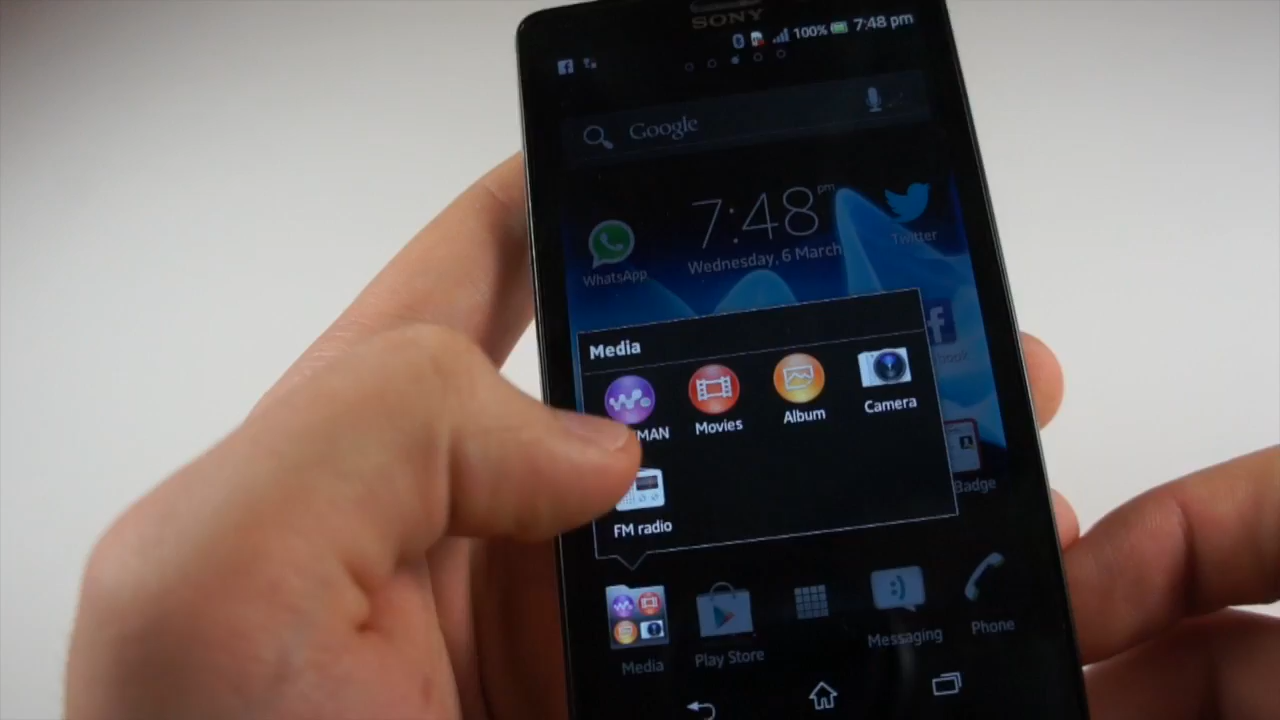 SONY
100% 7:48 pm
Google
7:48 pm
Wednesday, 6 March
WhatsApp
Twitter
Media
MAN
Movies
Album
Camera
FM radio
Badge
Media
Play Store
Messaging
Phone